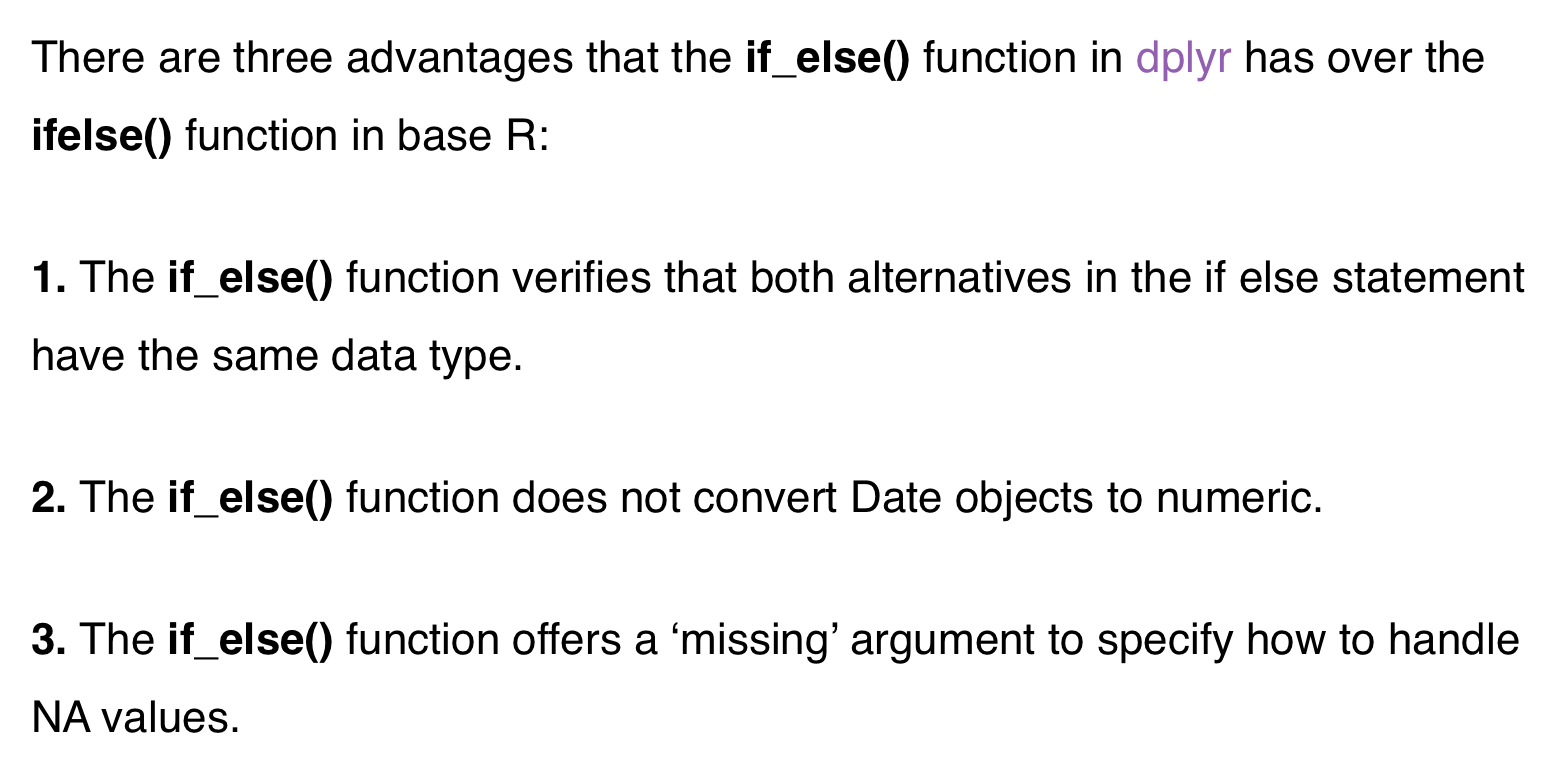 There are three advantages that the if_else() function in dplyr has over the
ifelse() function in base R:
1. The if_else() function verifies that both alternatives in the if else statement
have the same data type.
2. The if_else() function does not convert Date objects to numeric.
3. The if_else() function offers a ‘missing’ argument to specify how to handle
NA values.